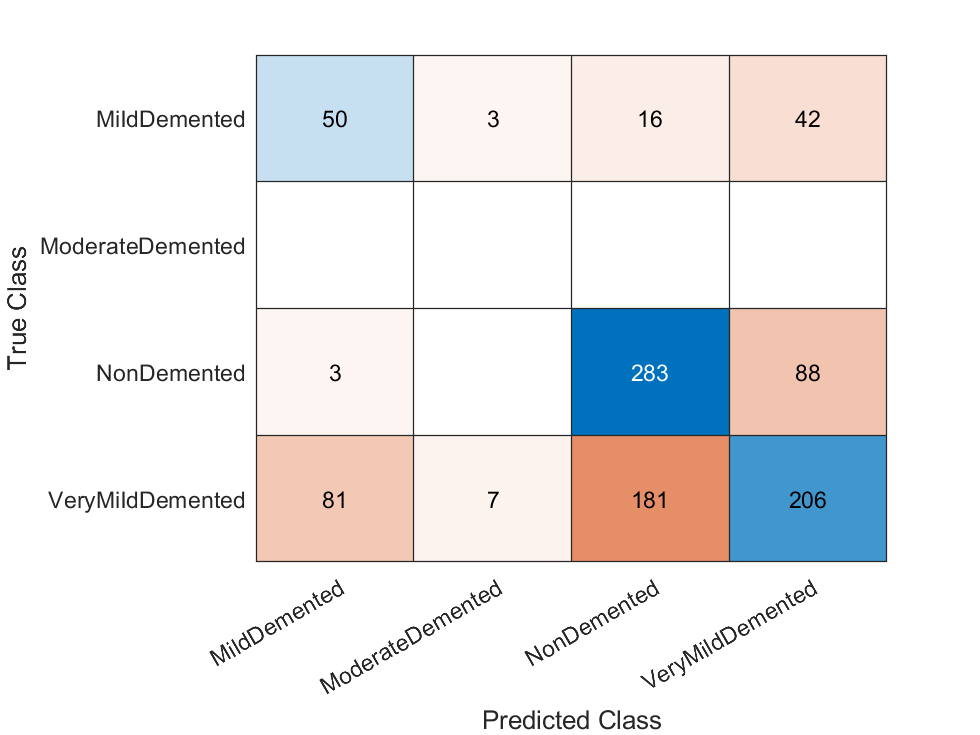 MildDemented 50 3 16 42
ModerateDemented
NonDemented 3 283 88
VeryMildDemented 81 7 181 206
True Class
MildDemented ModerateDemented NonDemented VeryMildDemented
Predicted Class